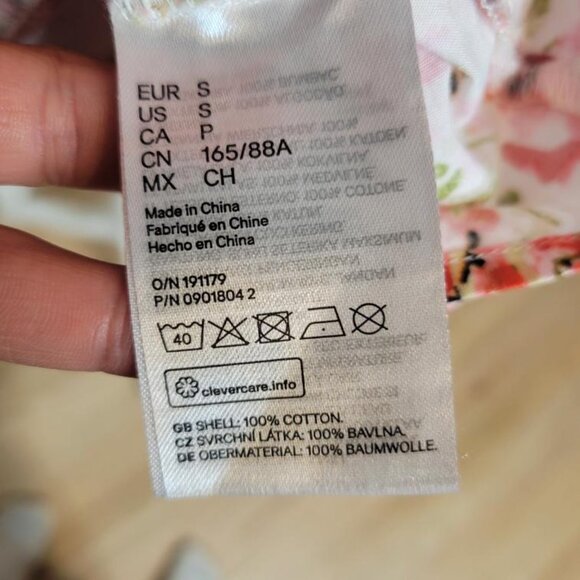 EUR S
US S
CA P
CN 165/88A
MX CH
Made in China
Fabriqué en Chine
Hecho en China
O/N 191179
P/N 0901804 2
40
clevercare.info
GB SHELL: 100% COTTON.
CZ SVRCHNÍ LÁTKA: 100% BAVLNA.
DE OBERMATERIAL: 100% BAUMWOLLE.